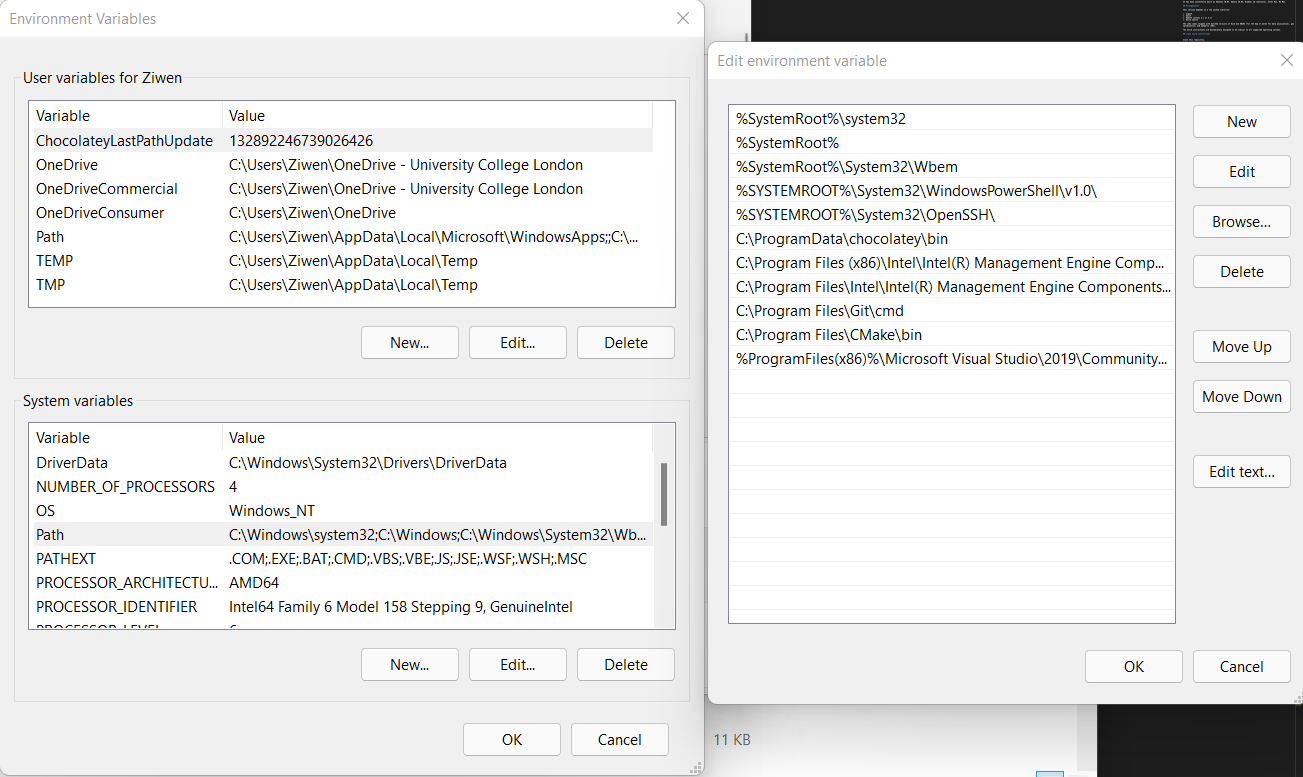 Environment Variables
User variables for Ziwen
Variable Value
ChocolateyLastPathUpdate 132892246739026426
OneDrive C:\Users\Ziwen\OneDrive - University College London
OneDriveCommercial C:\Users\Ziwen\OneDrive - University College London
OneDriveConsumer C:\Users\Ziwen\OneDrive
Path C:\Users\Ziwen\AppData\Local\Microsoft\WindowsApps;;C:\...
TEMP C:\Users\Ziwen\AppData\Local\Temp
TMP C:\Users\Ziwen\AppData\Local\Temp
New... Edit... Delete
System variables
Variable Value
DriverData C:\Windows\System32\Drivers\DriverData
NUMBER_OF_PROCESSORS 4
OS Windows_NT
Path C:\Windows\system32;C:\Windows;C:\Windows\System32\Wb...
PATHEXT .COM;.EXE;.BAT;.CMD;.VBS;.VBE;.JS;.JSE;.WSF;.WSH;.MSC
PROCESSOR_ARCHITECTU... AMD64
PROCESSOR_IDENTIFIER Intel64 Family 6 Model 158 Stepping 9, GenuineIntel
New... Edit... Delete
OK Cancel
Edit environment variable
%SystemRoot%\system32
%SystemRoot%
%SystemRoot%\System32\Wbem
%SYSTEMROOT%\System32\WindowsPowerShell\v1.0\
%SYSTEMROOT%\System32\OpenSSH\
C:\ProgramData\chocolatey\bin
C:\Program Files (x86)\Intel\Intel(R) Management Engine Comp...
C:\Program Files\Intel\Intel(R) Management Engine Components...
C:\Program Files\Git\cmd
C:\Program Files\CMake\bin
%ProgramFiles(x86)%\Microsoft Visual Studio\2019\Community...
New
Edit
Browse...
Delete
Move Up
Move Down
Edit text...
OK Cancel
11 KB